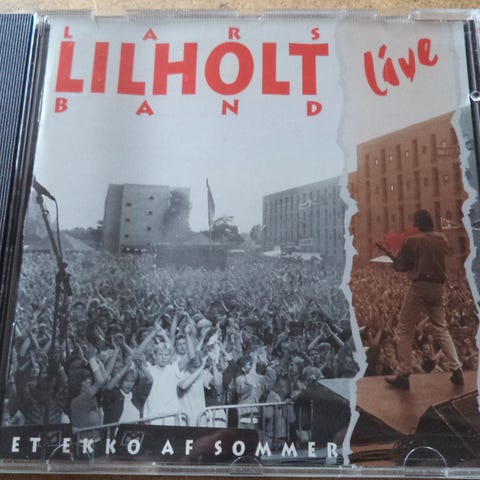 LARS
LILHOLT
BAND
live
ET EKKO AF SOMMER